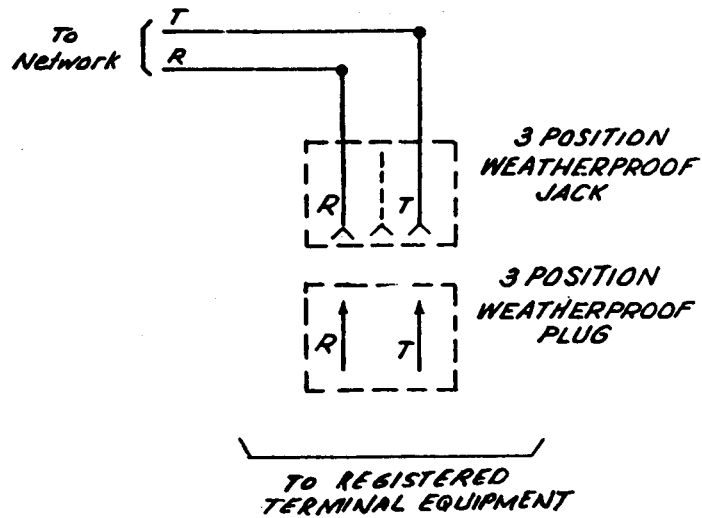 To
Network
T
R
3 POSITION
WEATHERPROOF
JACK
R
T
3 POSITION
WEATHERPROOF
PLUG
R
T
TO REGISTERED
TERMINAL EQUIPMENT